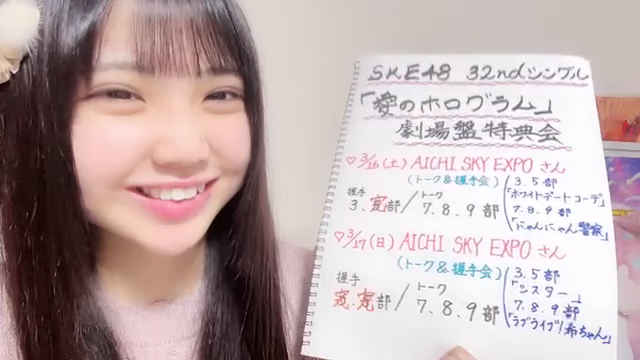 SKE48 32ndシングル
「愛のホログラム」
劇場盤特典会
♡3/16(土) AICHI SKY EXPO さん
(トーク&握手会)
握手 トーク
3.完部/7.8.9部
3.5部
「ホワイトデートコーデ」
7.8.9部
「にゃんにゃん警察」
♡3/17(日) AICHI SKY EXPO さん
(トーク&握手会)
握手 トーク
完.完部/7.8.9部
3.5部
「シスター」
7.8.9部
「ラブライブ!希ちゃん」